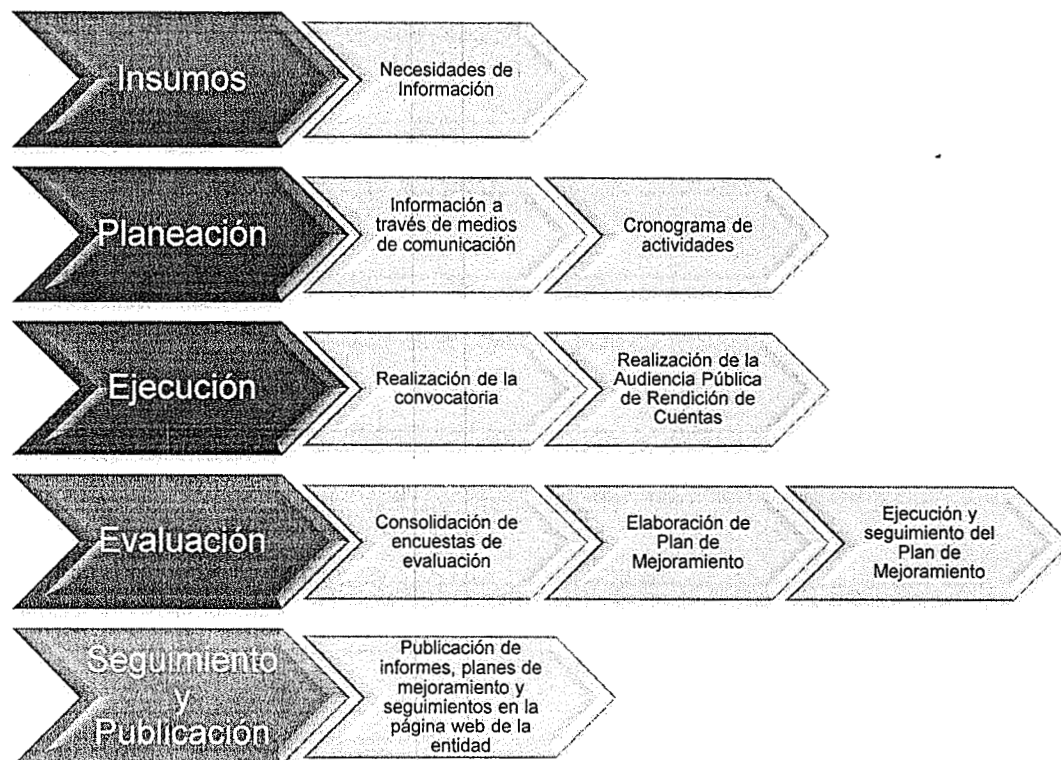 Insumos
Necesidades de
Información
Planeación
Información a
través de medios
de comunicación
Cronograma de
actividades
Ejecución
Realización de la
convocatoria
Realización de la
Audiencia Pública
de Rendición de
Cuentas
Evaluación
Consolidación de
encuestas de
evaluación
Elaboración de
Plan de
Mejoramiento
Ejecución y
seguimiento del
Plan de
Mejoramiento
Seguimiento
y
Publicación
Publicación de
informes, planes de
mejoramiento y
seguimientos en la
página web de la
entidad